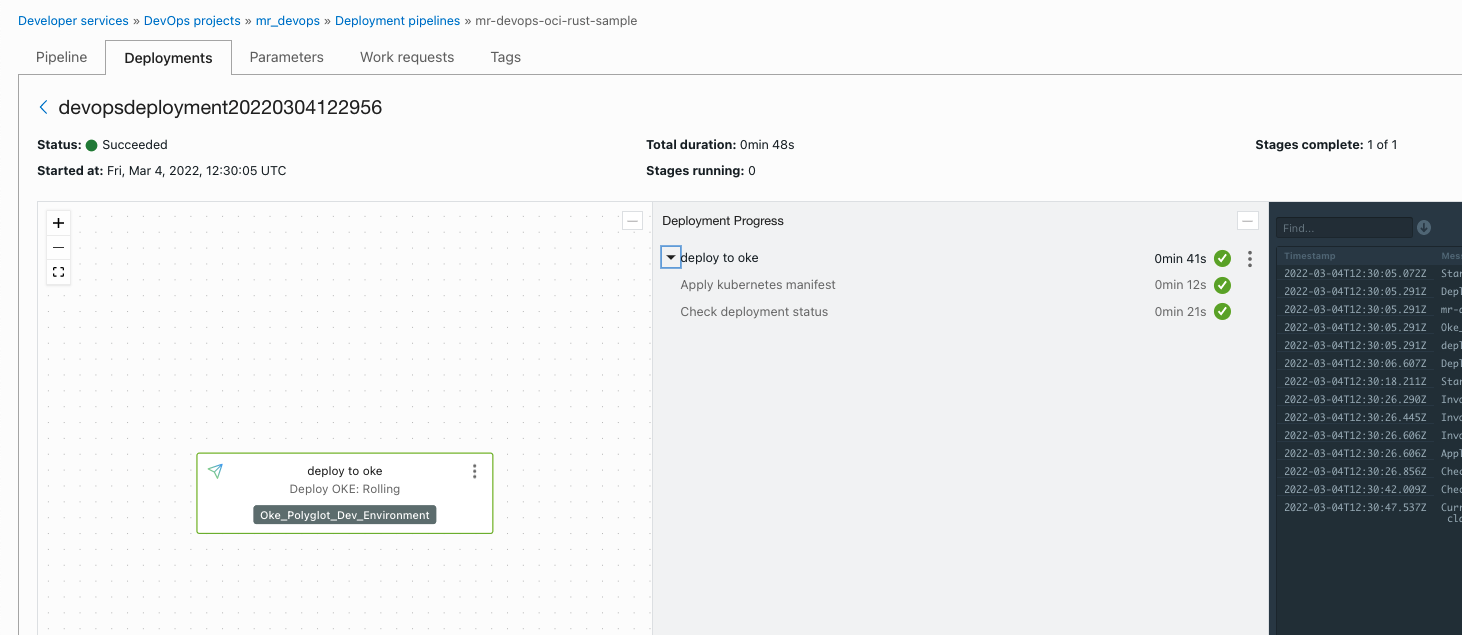 Developer services » DevOps projects » mr_devops » Deployment pipelines » mr-devops-oci-rust-sample
Pipeline Deployments Parameters Work requests Tags
devopsdeployment20220304122956
Status: Succeeded Total duration: 0min 48s Stages complete: 1 of 1
Started at: Fri, Mar 4, 2022, 12:30:05 UTC Stages running: 0
Deployment Progress
deploy to oke 0min 41s
Apply kubernetes manifest 0min 12s
Check deployment status 0min 21s
deploy to oke
Deploy OKE: Rolling
Oke_Polyglot_Dev_Environment
Find...
Timestamp Mes
2022-03-04T12:30:05.072Z Star
2022-03-04T12:30:05.291Z Depl
2022-03-04T12:30:05.291Z mr-d
2022-03-04T12:30:05.291Z Oke_
2022-03-04T12:30:05.291Z depl
2022-03-04T12:30:06.607Z Depl
2022-03-04T12:30:18.211Z Star
2022-03-04T12:30:26.290Z Invo
2022-03-04T12:30:26.445Z Invo
2022-03-04T12:30:26.606Z Invo
2022-03-04T12:30:26.606Z Appl
2022-03-04T12:30:26.856Z Chec
2022-03-04T12:30:42.009Z Chec
2022-03-04T12:30:47.537Z Curr
clo